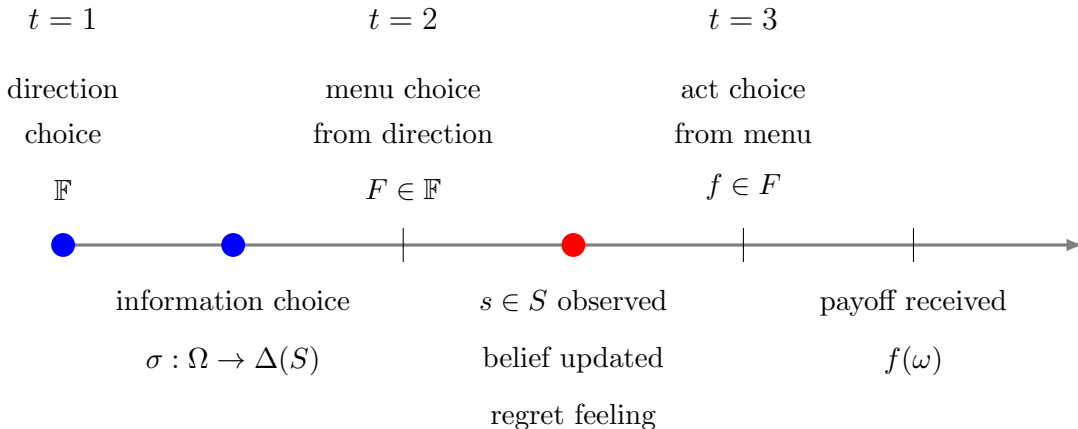 t = 1
direction
choice
𝔽
t = 2
menu choice
from direction
F ∈ 𝔽
t = 3
act choice
from menu
f ∈ F
information choice
σ : Ω → Δ(S)
s ∈ S observed
belief updated
regret feeling
payoff received
f(ω)